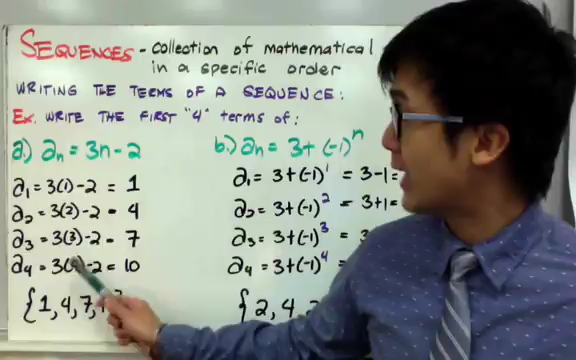 SEQUENCES - collection of mathematical
in a specific order
WRITING THE TERMS OF A SEQUENCE:
Ex. WRITE THE FIRST "4" terms of:
a.) an = 3n - 2
a1 = 3(1) - 2 = 1
a2 = 3(2) - 2 = 4
a3 = 3(3) - 2 = 7
a4 = 3(4) - 2 = 10
{1, 4, 7,
b.) an = 3 + (-1)^n
a1 = 3 + (-1)^1 = 3 - 1 =
a2 = 3 + (-1)^2 = 3 + 1 =
a3 = 3 + (-1)^3 = 3
a4 = 3 + (-1)^4 =
{2, 4,